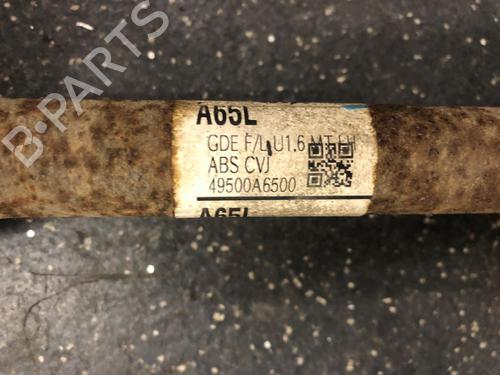 A65L
GDE F/L U1.6 MT LH
ABS CVJ
49500A6500
A65L
B-PARTS